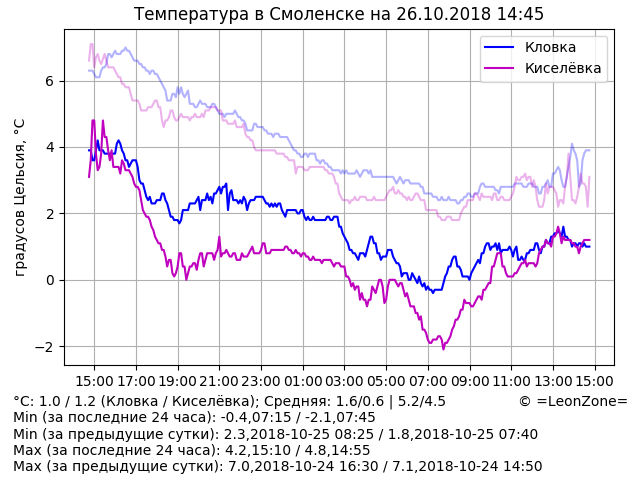 Температура в Смоленске на 26.10.2018 14:45
Кловка
Киселёвка
градусов Цельсия, °C
6
4
2
0
−2
15:00 17:00 19:00 21:00 23:00 01:00 03:00 05:00 07:00 09:00 11:00 13:00 15:00
°C: 1.0 / 1.2 (Кловка / Киселёвка); Средняя: 1.6/0.6 | 5.2/4.5 © =LeonZone=
Min (за последние 24 часа): -0.4,07:15 / -2.1,07:45
Min (за предыдущие сутки): 2.3,2018-10-25 08:25 / 1.8,2018-10-25 07:40
Max (за последние 24 часа): 4.2,15:10 / 4.8,14:55
Max (за предыдущие сутки): 7.0,2018-10-24 16:30 / 7.1,2018-10-24 14:50